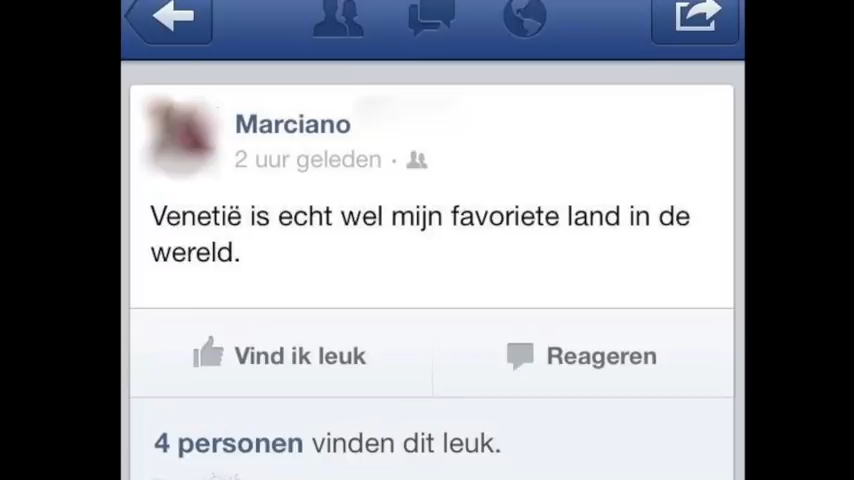 Marciano
2 uur geleden ·
Venetië is echt wel mijn favoriete land in de
wereld.
Vind ik leuk
Reageren
4 personen vinden dit leuk.